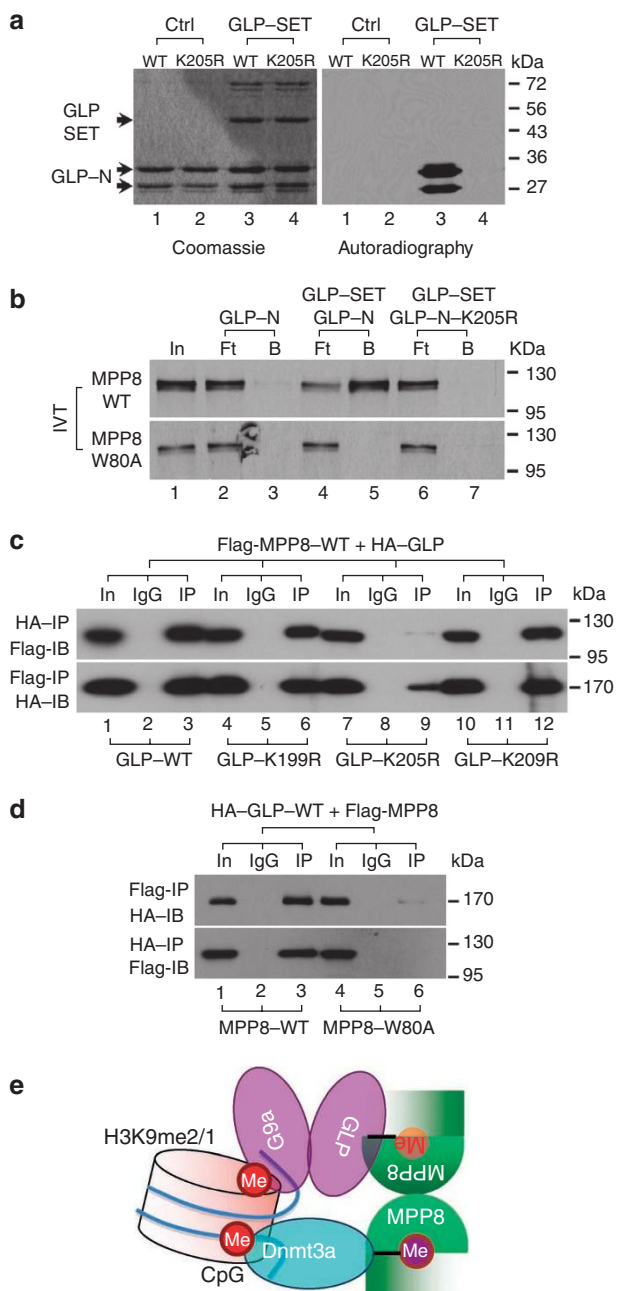 a
Ctrl GLP–SET Ctrl GLP–SET
WT K205R WT K205R WT K205R WT K205R kDa
GLP
SET
GLP–N
72
56
43
36
27
1 2 3 4 1 2 3 4
Coomassie Autoradiography
b
GLP–SET GLP–SET
GLP–N GLP–N GLP–N–K205R
In Ft B Ft B Ft B KDa
IVT
MPP8
WT
130
95
MPP8
W80A
130
95
1 2 3 4 5 6 7
c
Flag-MPP8–WT + HA–GLP
In IgG IP In IgG IP In IgG IP In IgG IP kDa
HA–IP
Flag-IB
130
95
Flag-IP
HA–IB
170
1 2 3 4 5 6 7 8 9 10 11 12
GLP–WT GLP–K199R GLP–K205R GLP–K209R
d
HA–GLP–WT + Flag-MPP8
In IgG IP In IgG IP kDa
Flag-IP
HA–IB
170
HA–IP
Flag-IB
130
95
1 2 3 4 5 6
MPP8–WT MPP8–W80A
e
H3K9me2/1
G9a
GLP
Me
MPP8
Me
MPP8
Me
Dnmt3a
Me
CpG